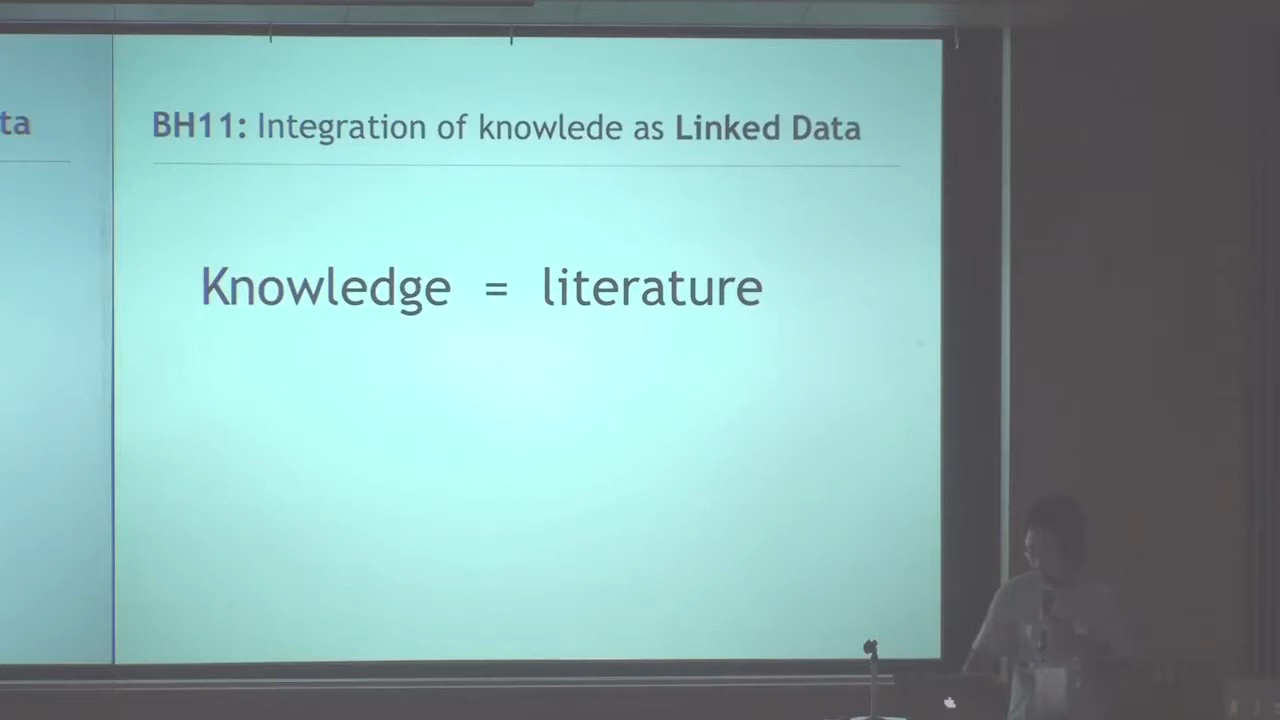 ta
BH11: Integration of knowlede as Linked Data
Knowledge = literature